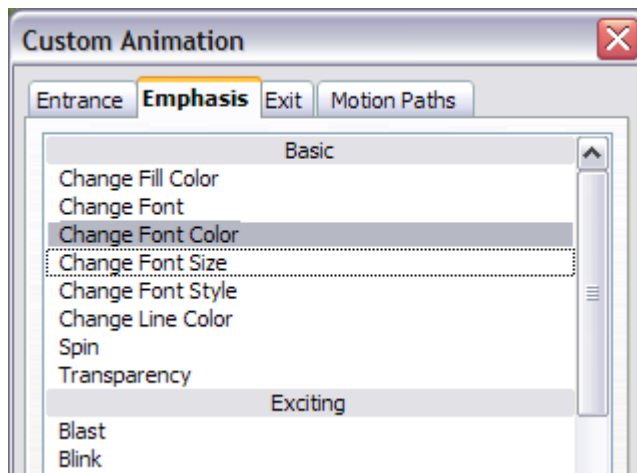 Custom Animation
Entrance Emphasis Exit Motion Paths
Basic
Change Fill Color
Change Font
Change Font Color
Change Font Size
Change Font Style
Change Line Color
Spin
Transparency
Exciting
Blast
Blink